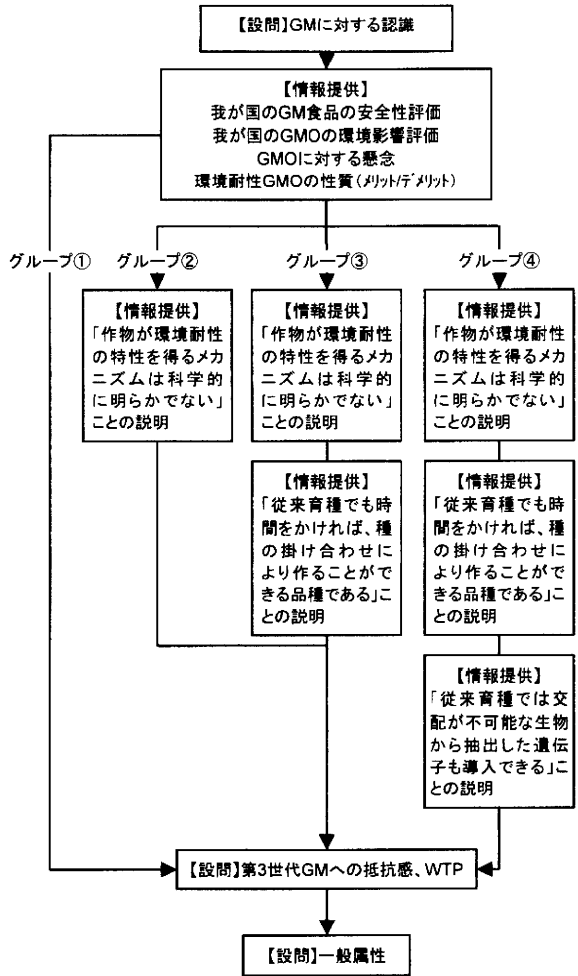 【設問】GMに対する認識
【情報提供】
我が国のGM食品の安全性評価
我が国のGMOの環境影響評価
GMOに対する懸念
環境耐性GMOの性質(メリット/デメリット)
グループ①
グループ②
グループ③
グループ④
【情報提供】
「作物が環境耐性
の特性を得るメカ
ニズムは科学的
に明らかでない」
ことの説明
【情報提供】
「作物が環境耐性
の特性を得るメカ
ニズムは科学的
に明らかでない」
ことの説明
【情報提供】
「作物が環境耐性
の特性を得るメカ
ニズムは科学的
に明らかでない」
ことの説明
【情報提供】
「従来育種でも時
間をかければ、種
の掛け合わせに
より作ることがで
きる品種である」こ
との説明
【情報提供】
「従来育種でも時
間をかければ、種
の掛け合わせに
より作ることがで
きる品種である」こ
との説明
【情報提供】
「従来育種では交
配が不可能な生物
から抽出した遺伝
子も導入できる」こ
との説明
【設問】第3世代GMへの抵抗感、WTP
【設問】一般属性